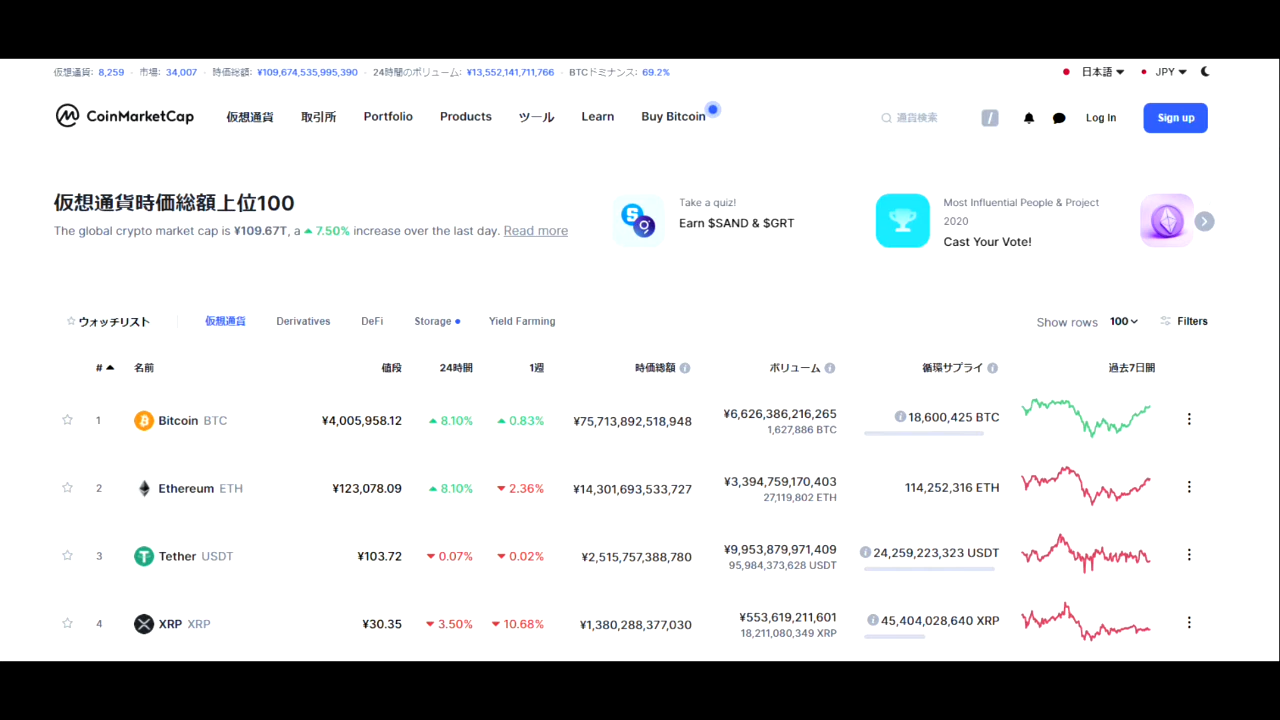 仮想通貨: 8,259 · 市場: 34,007 · 時価総額: ¥109,674,535,995,390 · 24時間のボリューム: ¥13,552,141,711,766 · BTCドミナンス: 69.2% 日本語 JPY
CoinMarketCap 仮想通貨 取引所 Portfolio Products ツール Learn Buy Bitcoin 通貨検索 / Log In Sign up
仮想通貨時価総額上位100
The global crypto market cap is ¥109.67T, a 7.50% increase over the last day. Read more
Take a quiz!
Earn $SAND & $GRT
Most Influential People & Project
2020
Cast Your Vote!
ウォッチリスト 仮想通貨 Derivatives DeFi Storage Yield Farming Show rows 100 Filters
# 名前 値段 24時間 1週 時価総額 ボリューム 循環サプライ 過去7日間
1 Bitcoin BTC ¥4,005,958.12 8.10% 0.83% ¥75,713,892,518,948 ¥6,626,386,216,265 18,600,425 BTC
1,627,886 BTC
2 Ethereum ETH ¥123,078.09 8.10% 2.36% ¥14,301,693,533,727 ¥3,394,759,170,403 114,252,316 ETH
27,119,802 ETH
3 Tether USDT ¥103.72 0.07% 0.02% ¥2,515,757,388,780 ¥9,953,879,971,409 24,259,223,323 USDT
95,984,373,628 USDT
4 XRP XRP ¥30.35 3.50% 10.68% ¥1,380,288,377,030 ¥553,619,211,601 45,404,028,640 XRP
18,211,080,349 XRP